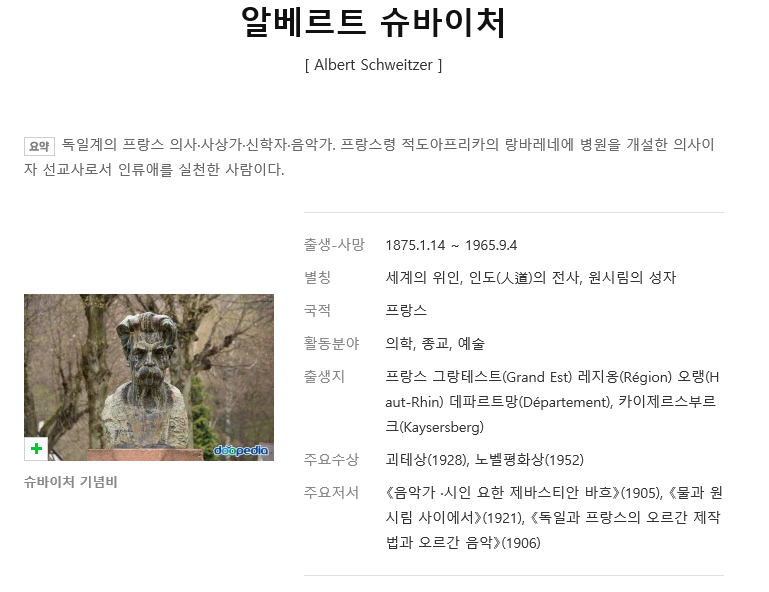 알베르트 슈바이처
[ Albert Schweitzer ]
요약 독일계의 프랑스 의사·사상가·신학자·음악가. 프랑스령 적도아프리카의 랑바레네에 병원을 개설한 의사이
자 선교사로서 인류애를 실천한 사람이다.
출생-사망 1875.1.14 ~ 1965.9.4
별칭 세계의 위인, 인도(人道)의 전사, 원시림의 성자
국적 프랑스
활동분야 의학, 종교, 예술
출생지 프랑스 그랑테스트(Grand Est) 레지옹(Région) 오랭(H
aut-Rhin) 데파르트망(Département), 카이제르스부르
크(Kaysersberg)
주요수상 괴테상(1928), 노벨평화상(1952)
주요저서 《음악가 ·시인 요한 제바스티안 바흐》(1905), 《물과 원
시림 사이에서》(1921), 《독일과 프랑스의 오르간 제작
법과 오르간 음악》(1906)
doopedia
슈바이처 기념비